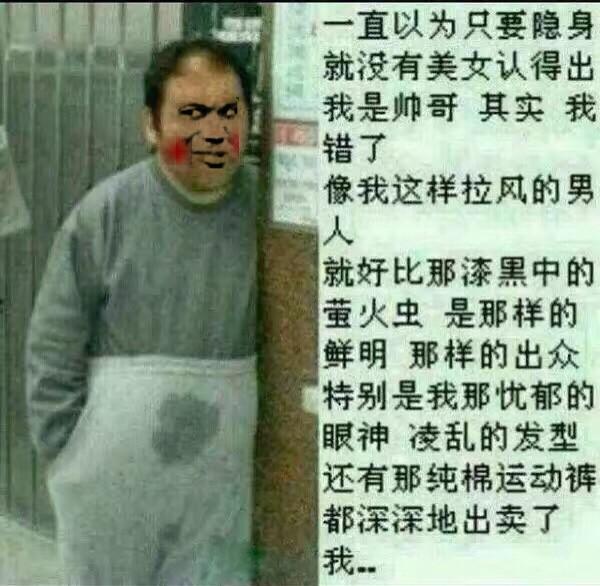 一直以为只要隐身
就没有美女认得出
我是帅哥 其实 我
错了
像我这样拉风的男
人
就好比那漆黑中的
萤火虫 是那样的
鲜明 那样的出众
特别是我那忧郁的
眼神 凌乱的发型
还有那纯棉运动裤
都深深地出卖了
我..